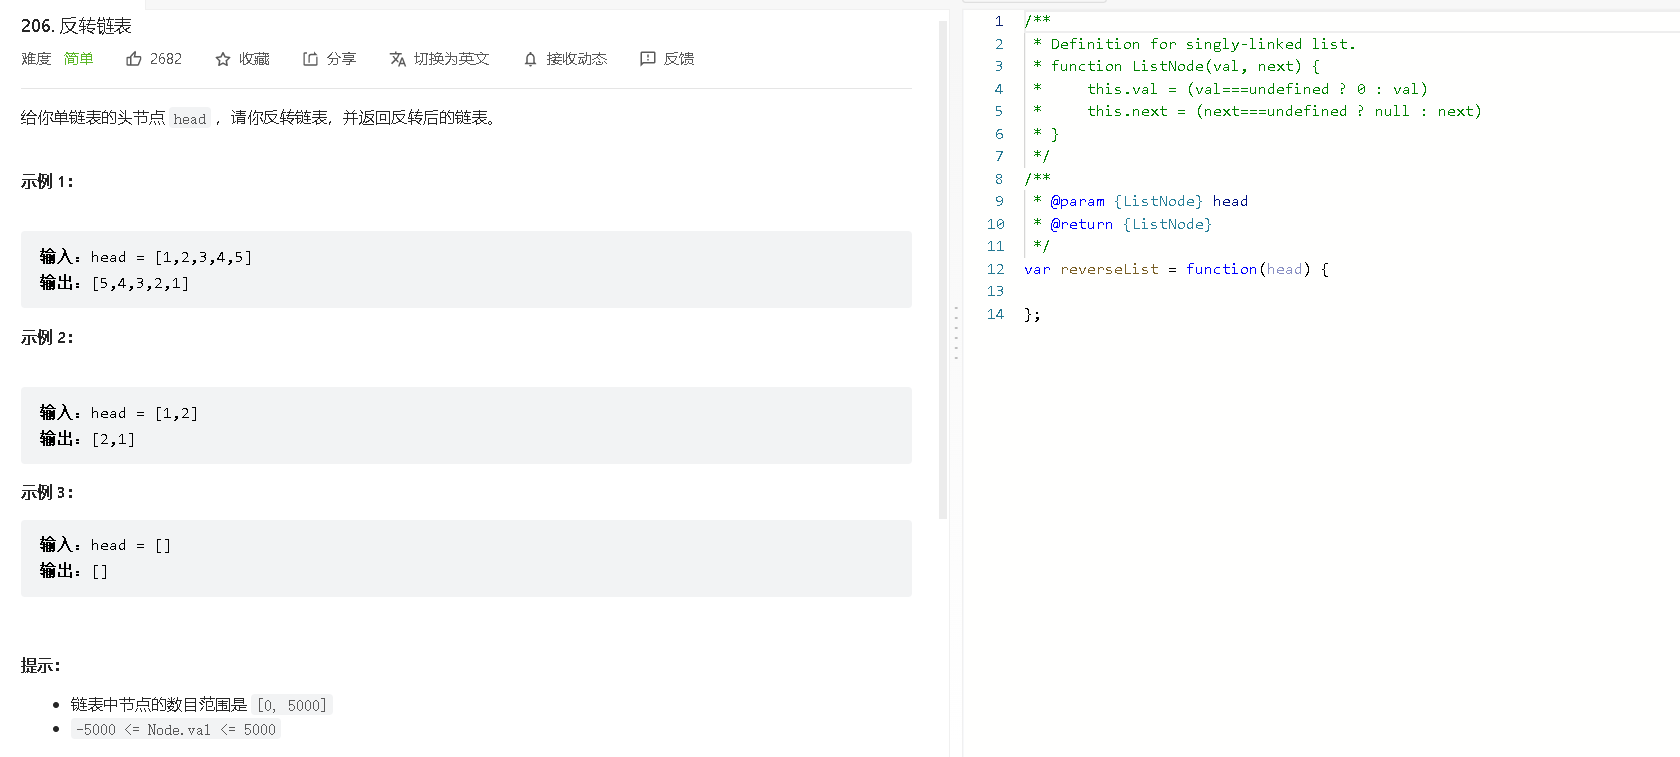 206. 反转链表
难度 简单 2682 收藏 分享 切换为英文 接收动态 反馈
给你单链表的头节点 head ，请你反转链表，并返回反转后的链表。
示例 1：
输入：head = [1,2,3,4,5]
输出：[5,4,3,2,1]
示例 2：
输入：head = [1,2]
输出：[2,1]
示例 3：
输入：head = []
输出：[]
提示：
• 链表中节点的数目范围是 [0, 5000]
• -5000 <= Node.val <= 5000
1 /**
2  * Definition for singly-linked list.
3  * function ListNode(val, next) {
4  *     this.val = (val===undefined ? 0 : val)
5  *     this.next = (next===undefined ? null : next)
6  * }
7  */
8 /**
9  * @param {ListNode} head
10  * @return {ListNode}
11  */
12 var reverseList = function(head) {
13
14 };